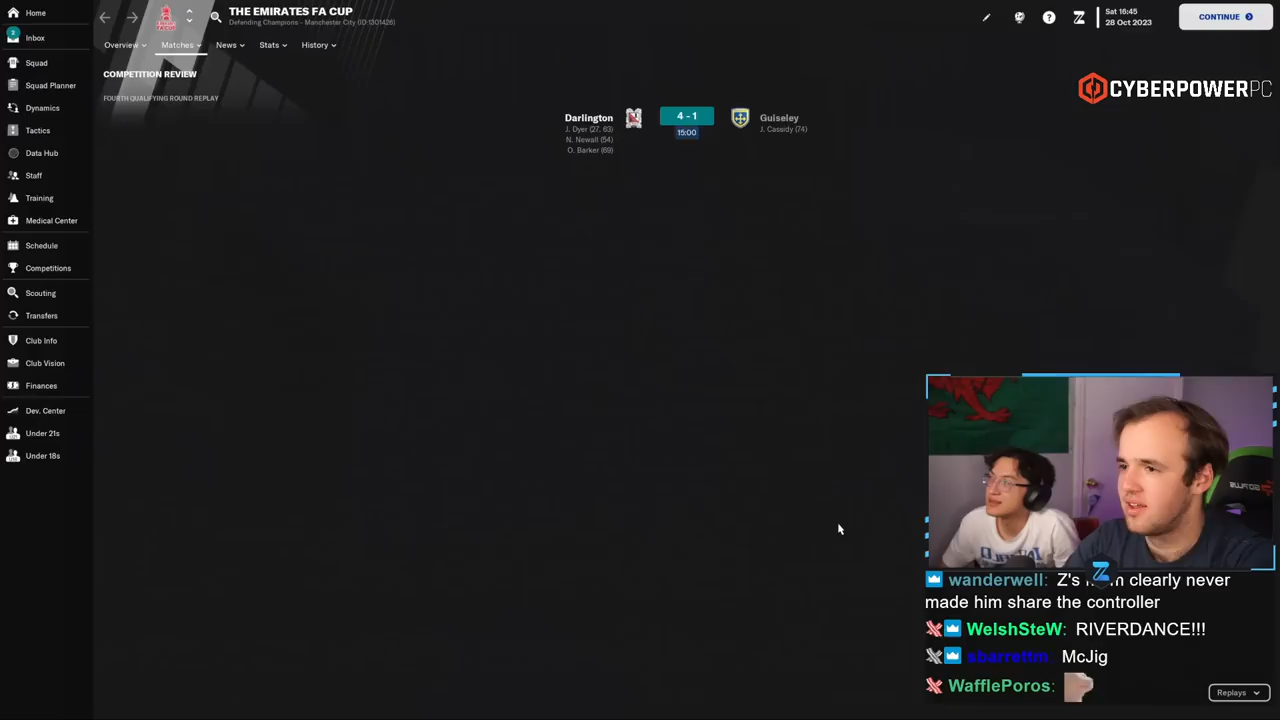 Home
THE EMIRATES FA CUP
Defending Champions - Manchester City (ID:1301426)
Sat 16:45
28 Oct 2023
CONTINUE
2
Inbox
Overview
Matches
News
Stats
History
Squad
COMPETITION REVIEW
CYBERPOWERPC
Squad Planner
FOURTH QUALIFYING ROUND REPLAY
Dynamics
Darlington
4 - 1
Guiseley
J. Dyer (27, 63)
15:00
J. Cassidy (74)
N. Newall (54)
O. Barker (69)
Tactics
Data Hub
Staff
Training
Medical Center
Schedule
Competitions
Scouting
Transfers
Club Info
Club Vision
Finances
Dev. Center
Under 21s
Under 18s
wanderwell: Z's clearly never
made him share the controller
WelshSteW: RIVERDANCE!!!
sbarrettm: McJig
WafflePoros:
Replays